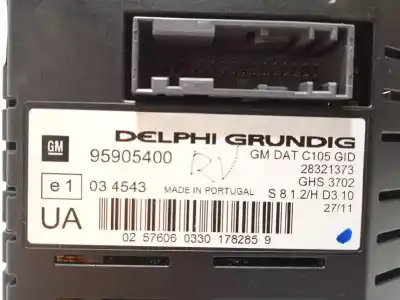 DELPHI GRUNDIG
GM
95905400
RV
GM DAT C105 GID
28321373
e 1
03 4543
MADE IN PORTUGAL
GHS 3702
S 8.1.2/H D3.10
UA
27/11
02 57606 0330 178285 9